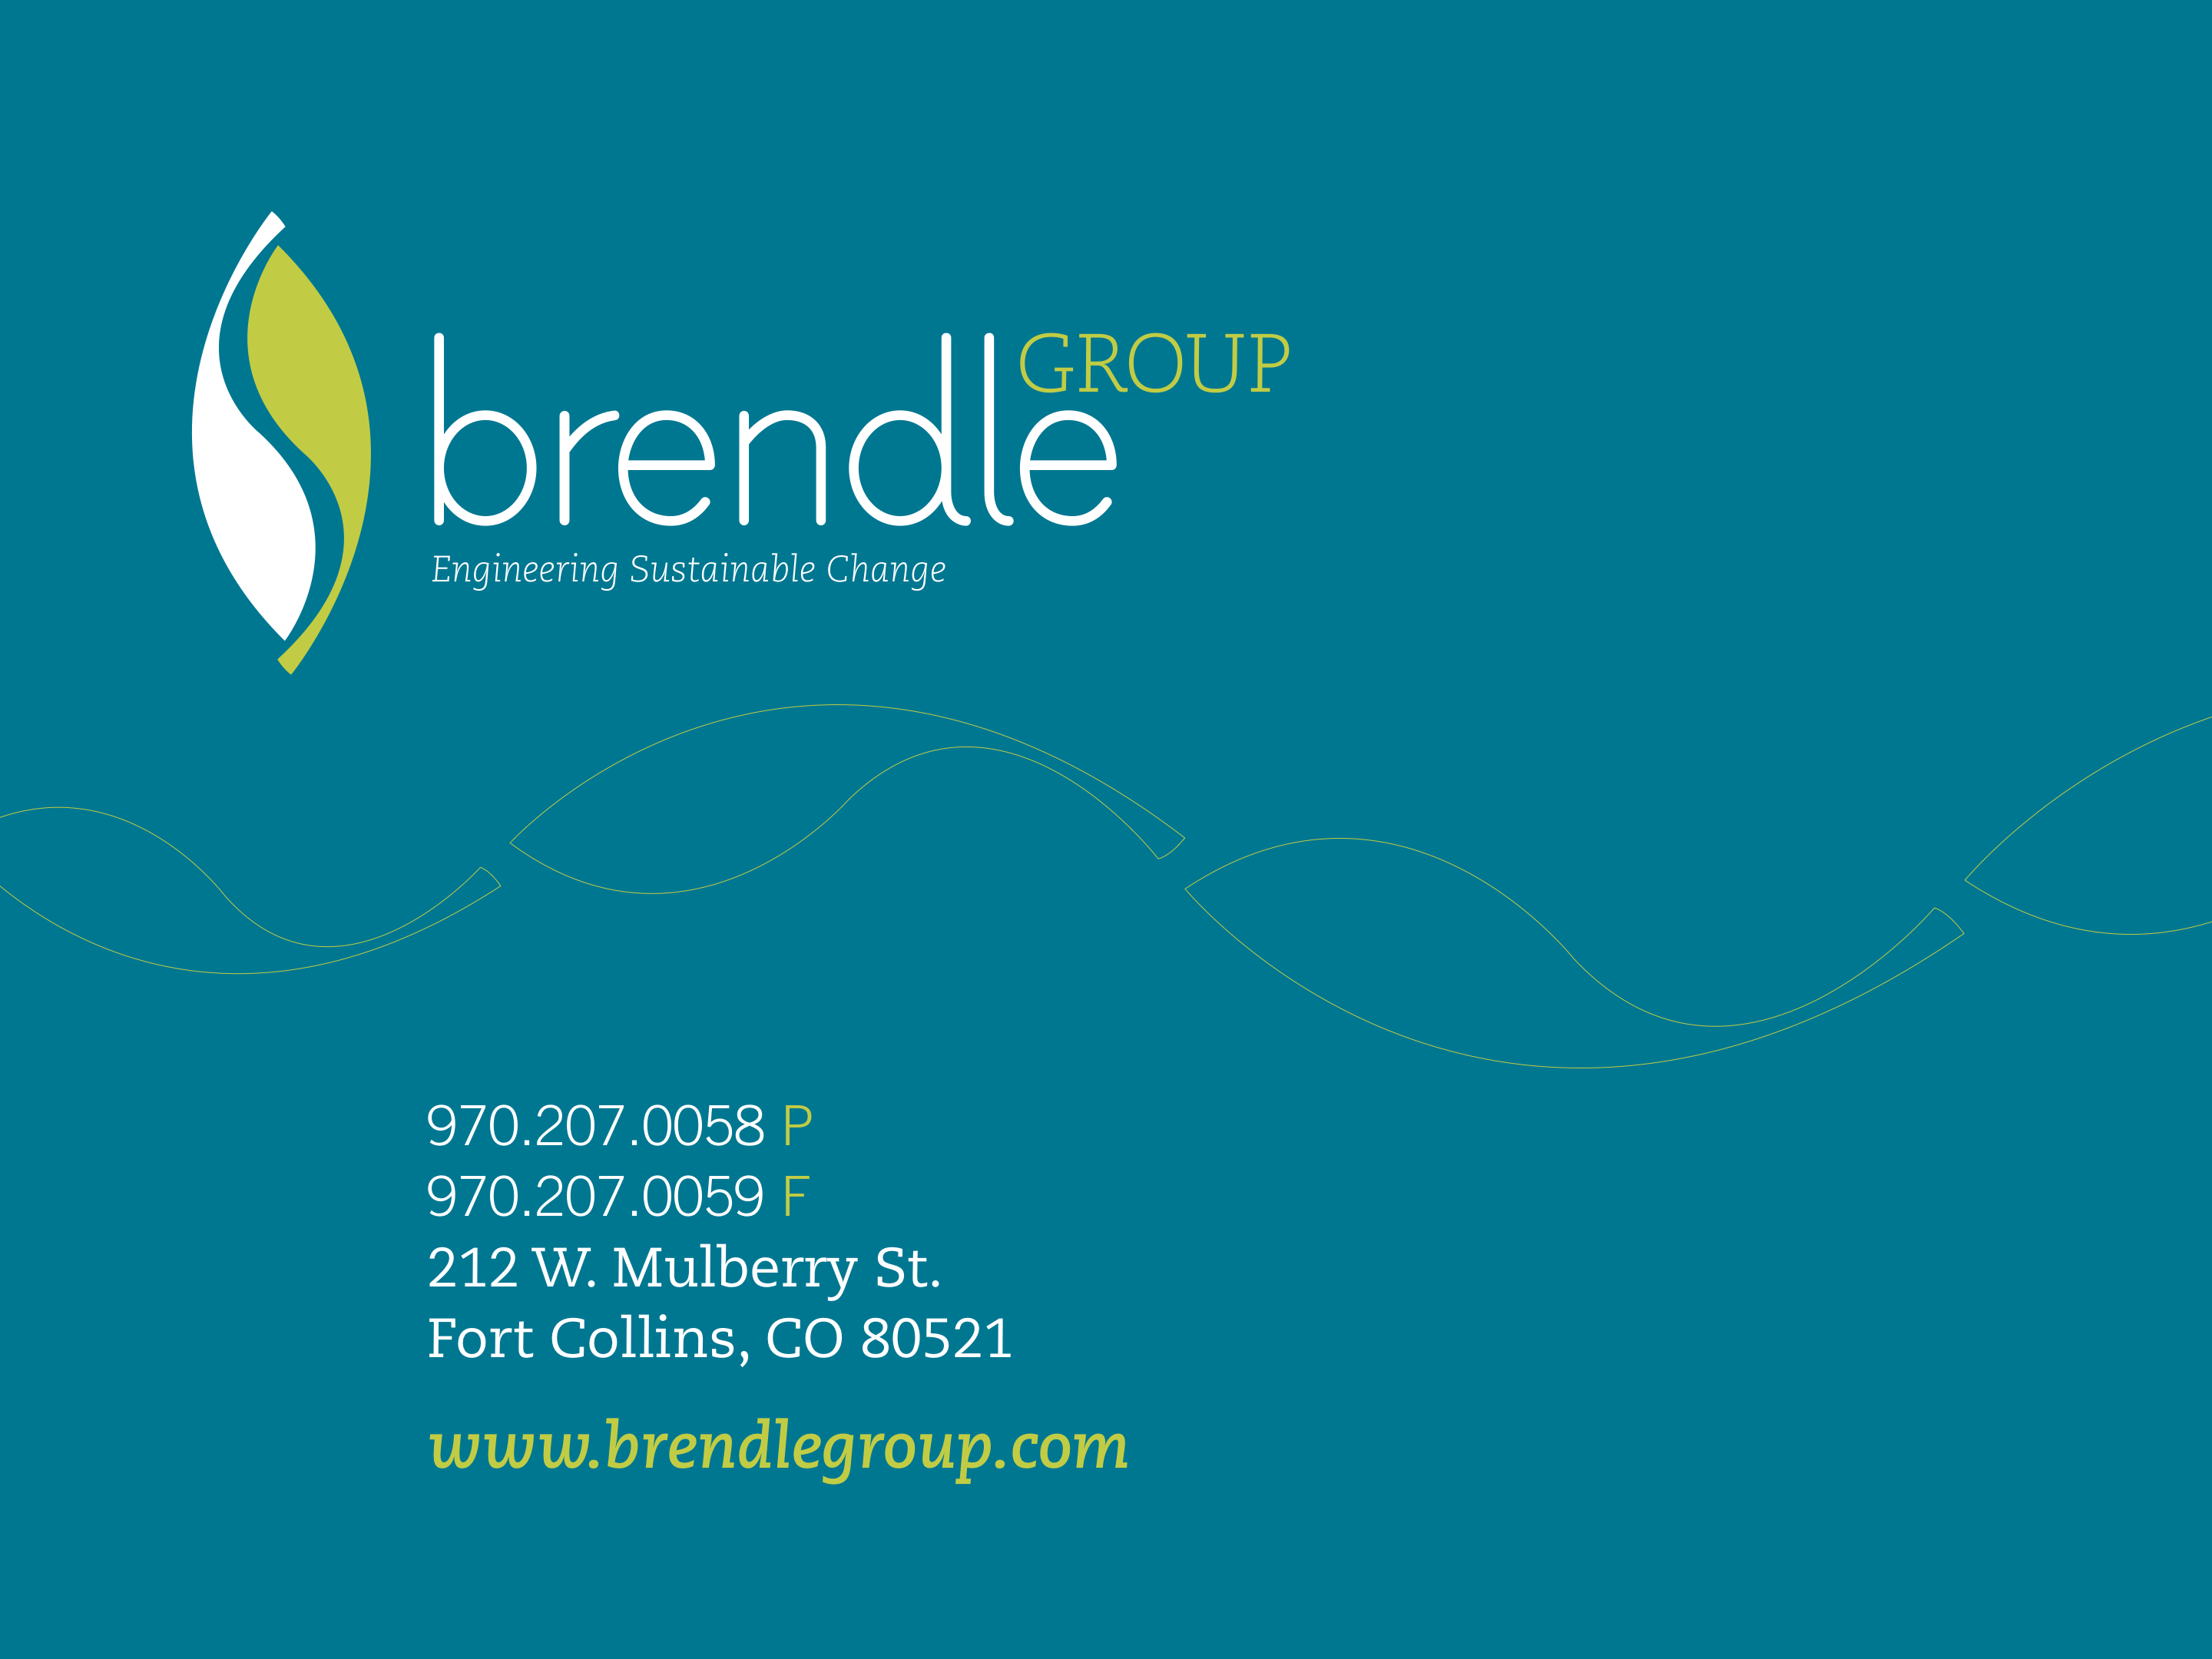 brendle GROUP
Engineering Sustainable Change
970.207.0058 P
970.207.0059 F
212 W. Mulberry St.
Fort Collins, CO 80521
www.brendlegroup.com